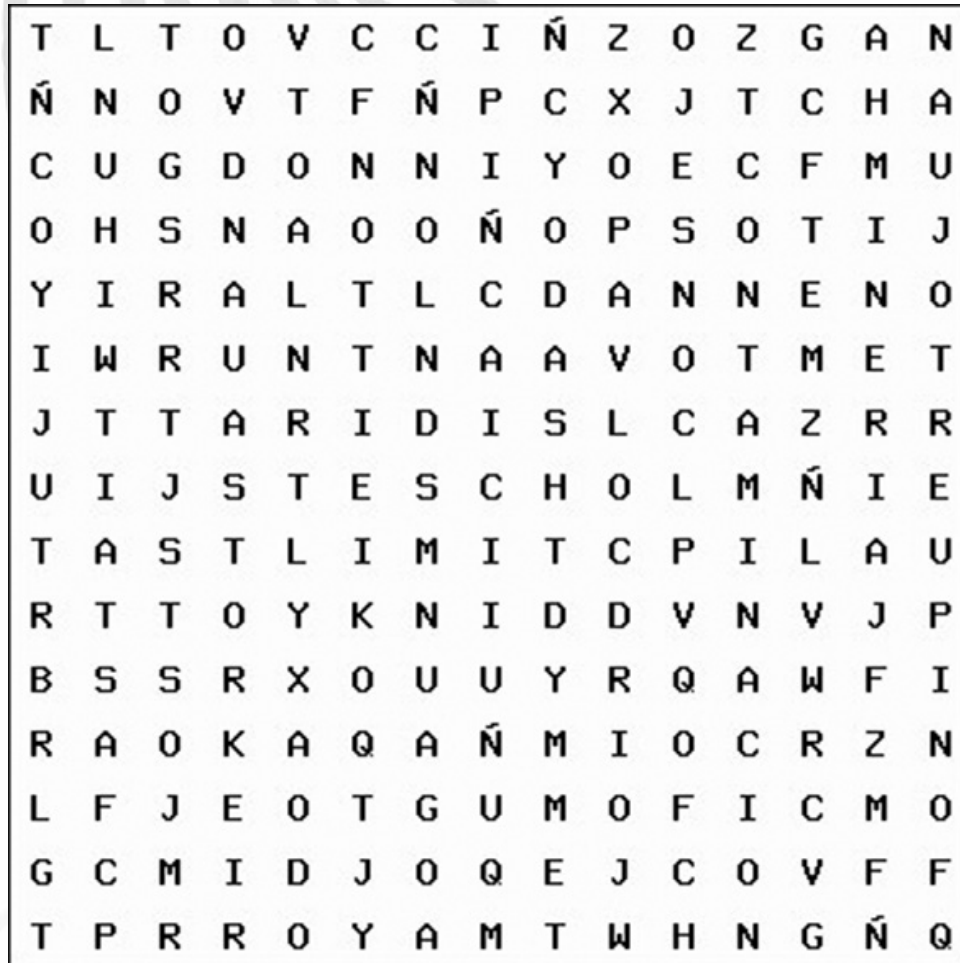 T L T O V C C I Ñ Z O Z G A N
Ñ N O V T F Ñ P C X J T C H A
C U G D O N N I Y O E C F M U
O H S N A O O Ñ O P S O T I J
Y I R A L T L C D A N N E N O
I W R U N T N A A V O T M E T
J T T A R I D I S L C A Z R R
U I J S T E S C H O L M Ñ I E
T A S T L I M I T C P I L A U
R T T O Y K N I D D V N V J P
B S S R X O U U Y R Q A W F I
R A O K A Q A Ñ M I O C R Z N
L F J E O T G U M O F I C M O
G C M I D J O Q E J C O V F F
T P R R O Y A M T W H N G Ñ Q